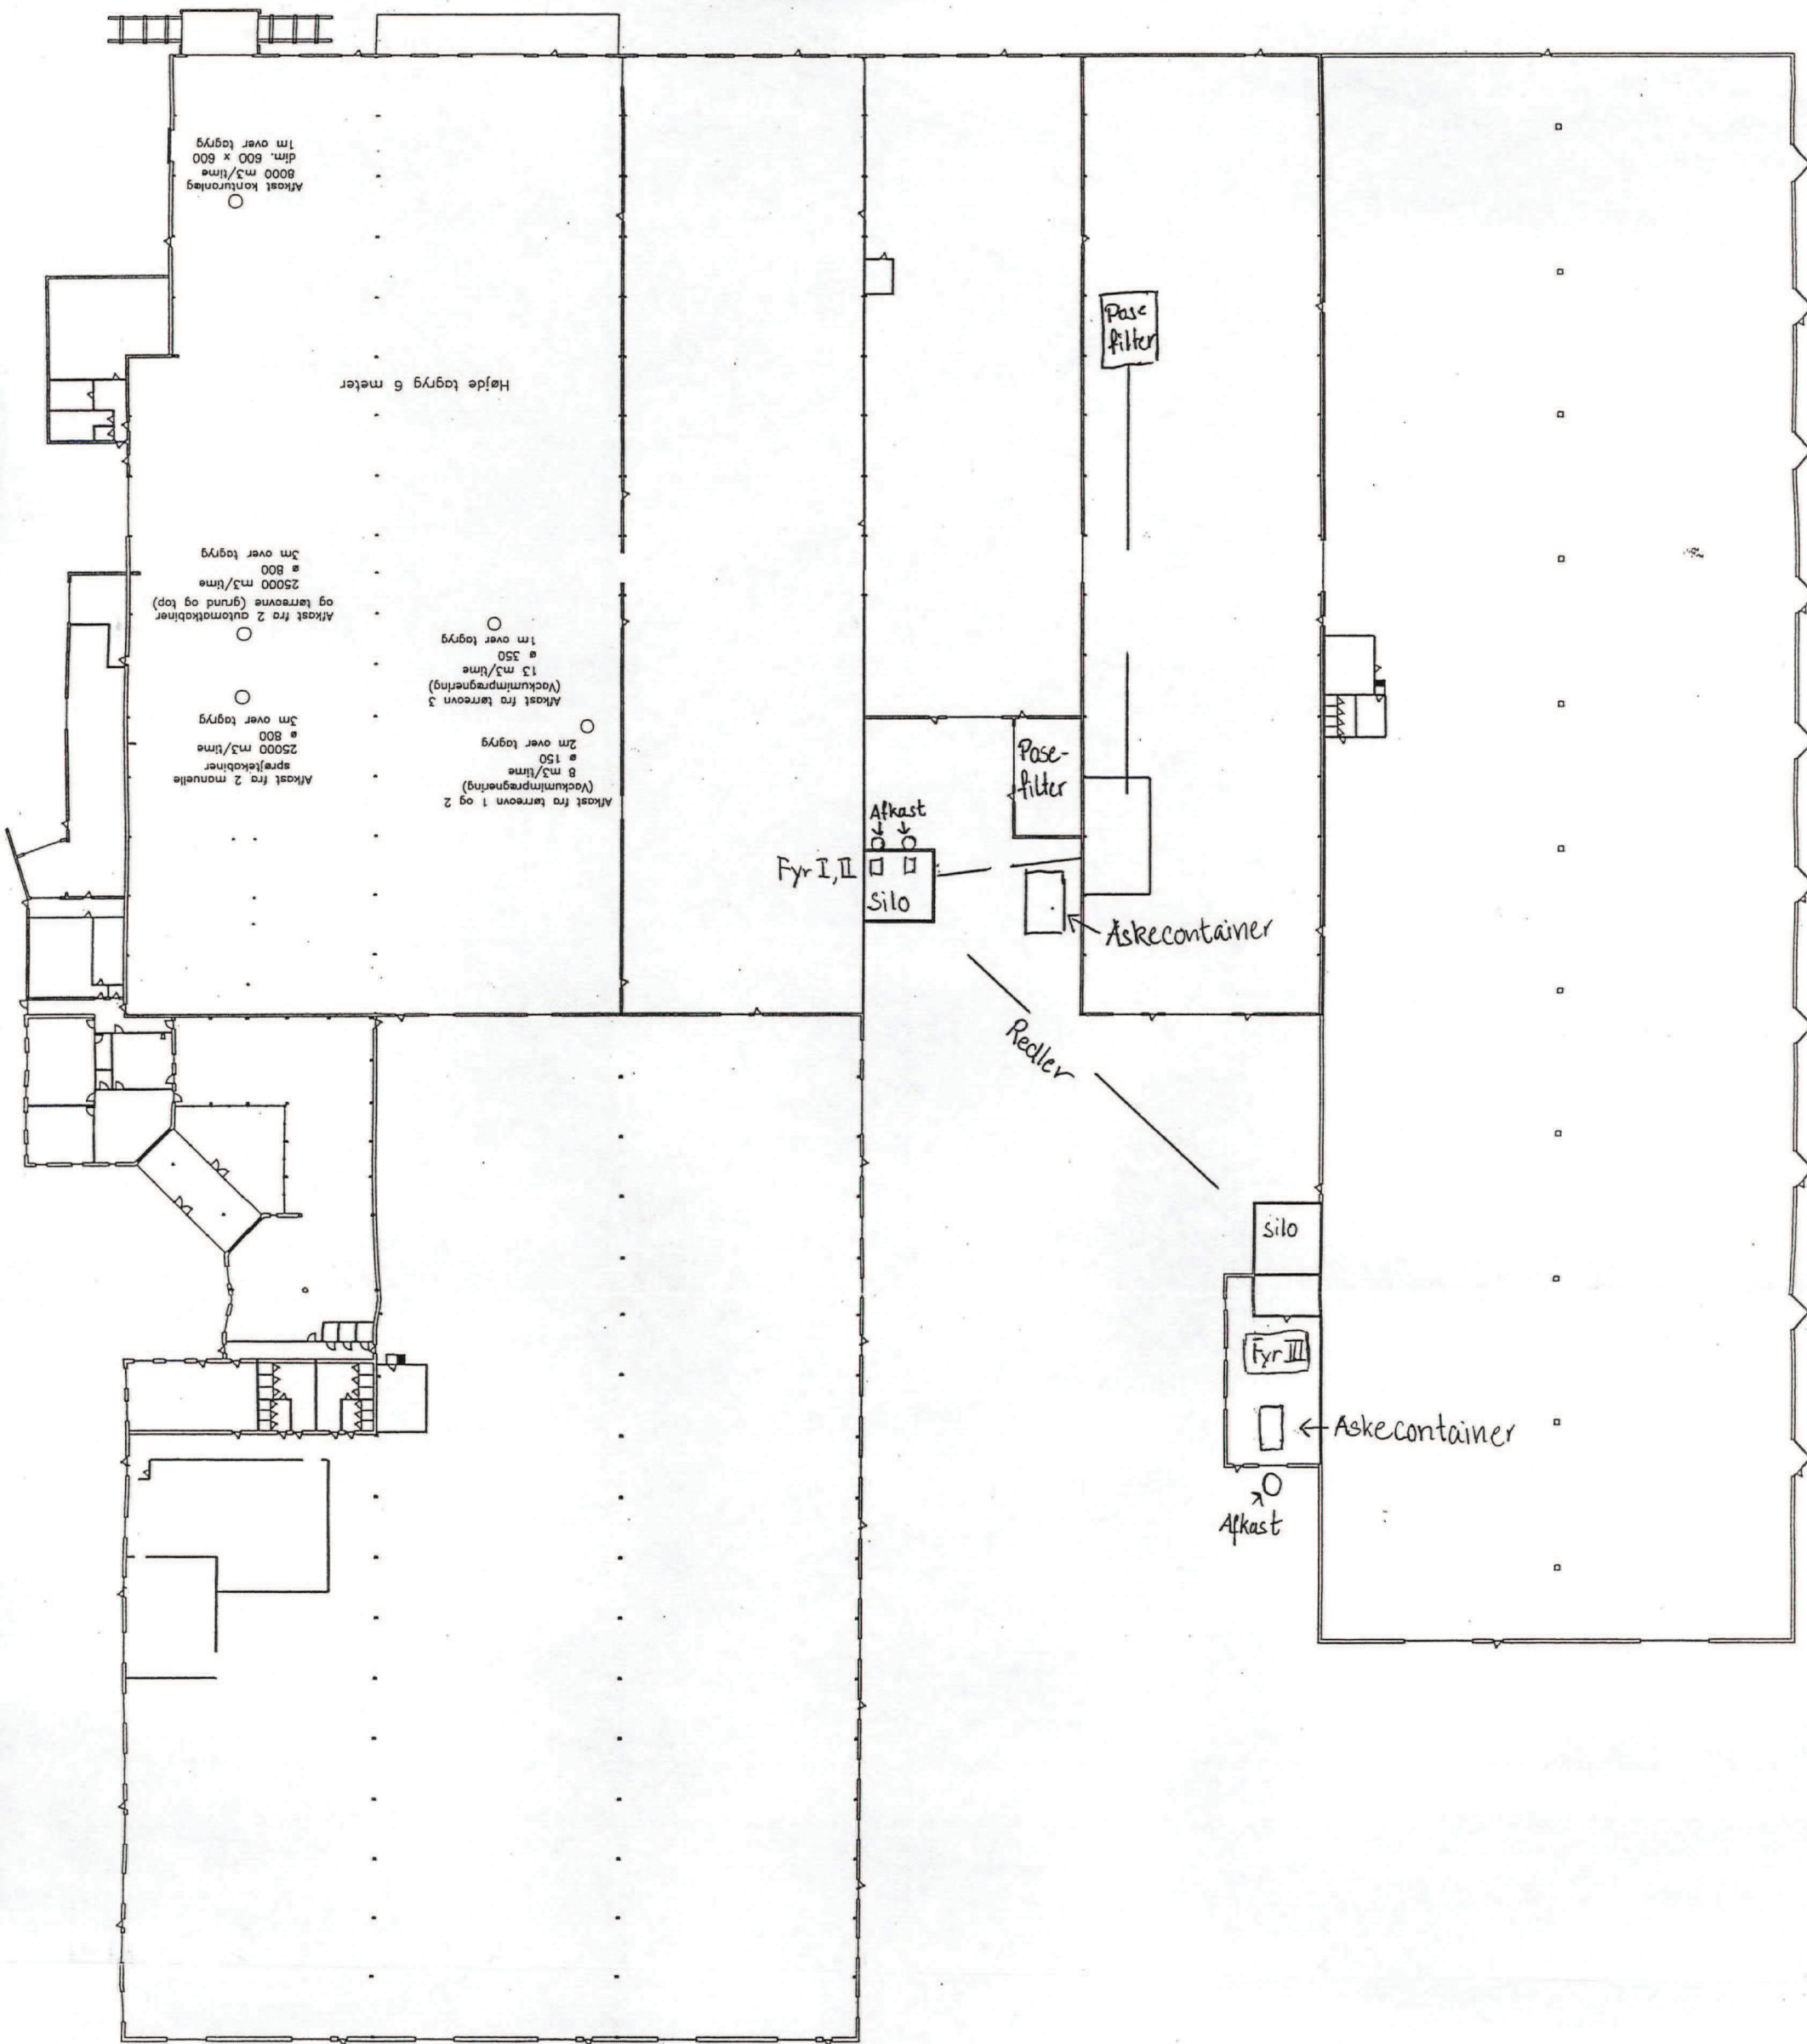 Afkast konturanlæg
8000 m3/time
dim. 600 x 600
1m over tagryg
Højde tagryg 6 meter
Afkast fra 2 automatkabiner
og tørreovne (grund og top)
25000 m3/time
ø 800
3m over tagryg
Afkast fra 2 manuelle
sprøjtekabiner
25000 m3/time
ø 800
3m over tagryg
Afkast fra tørreovn 3
(Vackumimprægnering)
13 m3/time
ø 350
1m over tagryg
Afkast fra tørreovn 1 og 2
(Vackumimprægnering)
8 m3/time
ø 150
2m over tagryg
Pose
filter
Pose-
filter
Afkast
Fyr I, II
Silo
Askecontainer
Redler
Silo
Fyr III
Askecontainer
Afkast